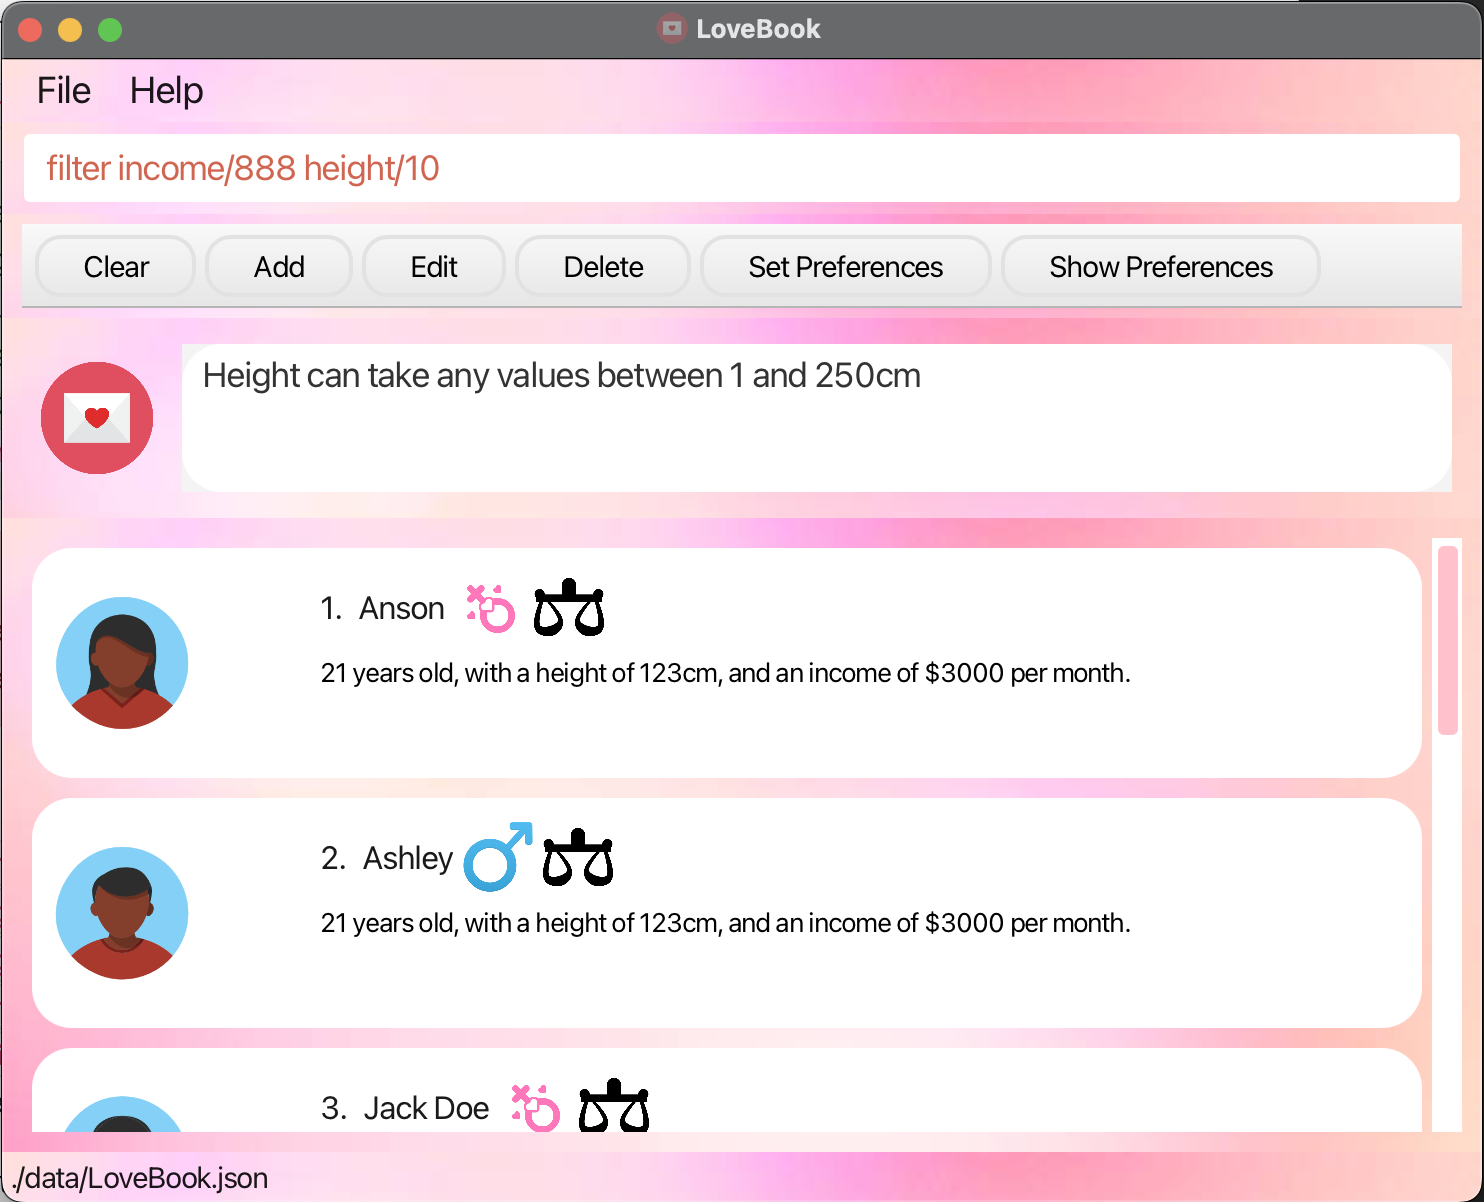 LoveBook
File Help
filter income/888 height/10
Clear Add Edit Delete Set Preferences Show Preferences
Height can take any values between 1 and 250cm
1. Anson
21 years old, with a height of 123cm, and an income of $3000 per month.
2. Ashley
21 years old, with a height of 123cm, and an income of $3000 per month.
3. Jack Doe
./data/LoveBook.json